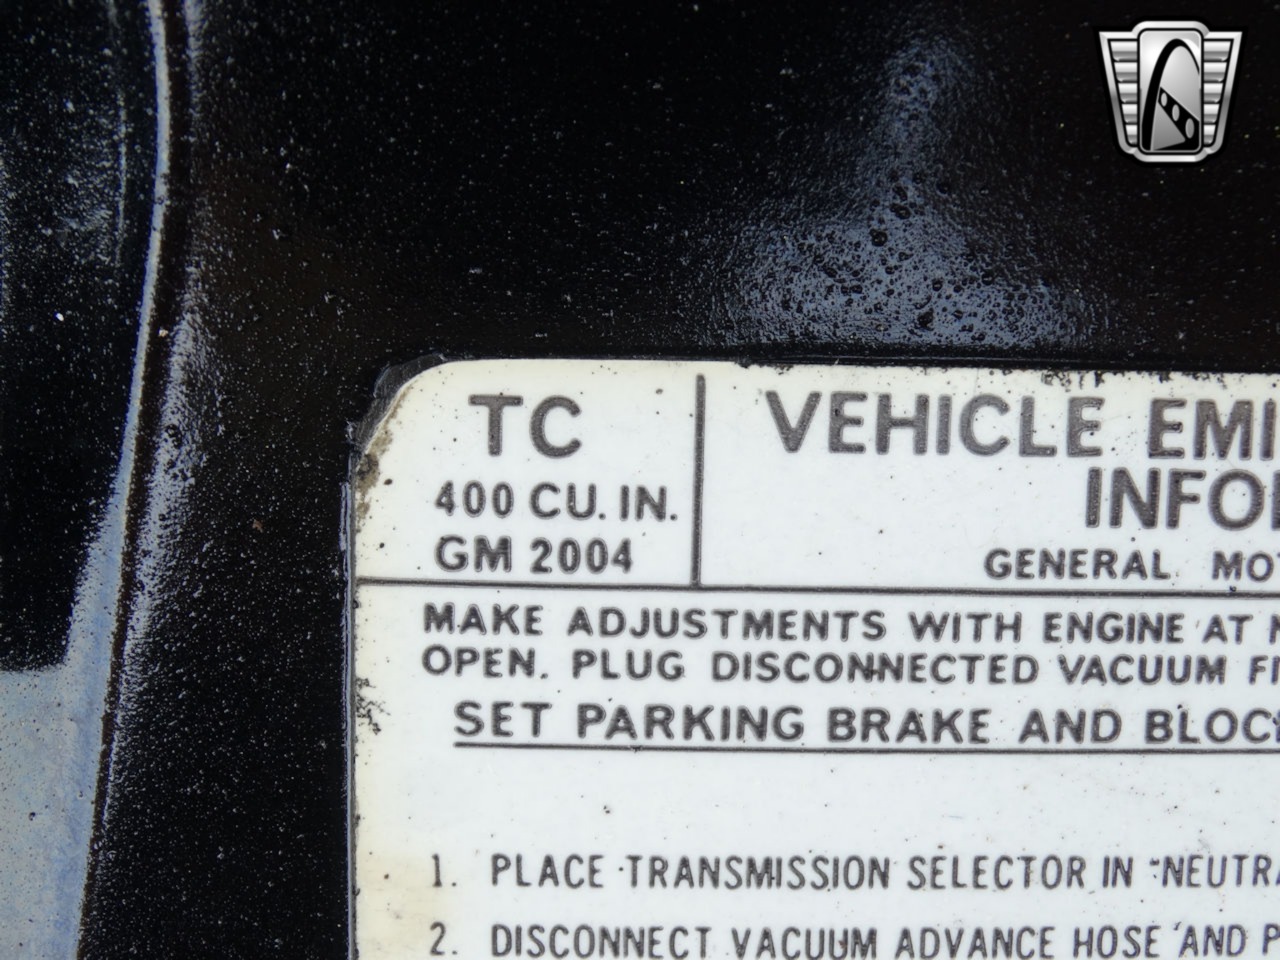 TC
400 CU. IN.
GM 2004
VEHICLE
GENERAL
MAKE ADJUSTMENTS WITH ENGINE AT
OPEN. PLUG DISCONNECTED VACUUM
SET PARKING BRAKE AND
1. PLACE TRANSMISSION SELECTOR IN
2. DISCONNECT VACUUM ADVANCE HOSE AND